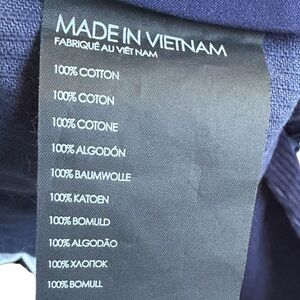 MADE IN VIETNAM
FABRIQUÉ AU VIÊT NAM
100% COTTON
100% COTON
100% COTONE
100% ALGODÓN
100% BAUMWOLLE
100% KATOEN
100% BOMULD
100% ALGODÃO
100% ХЛОПОК
100% BOMULL